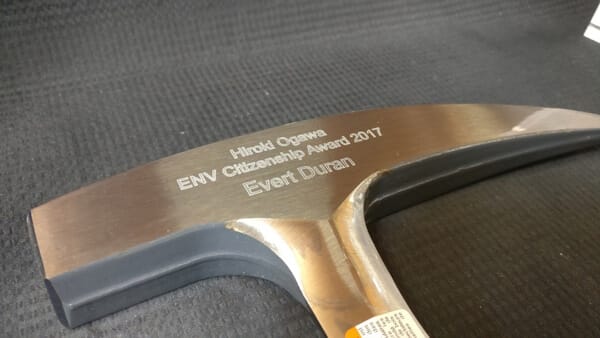 Hiroki Ogawa
ENV Citizenship Award 2017
Evert Duran